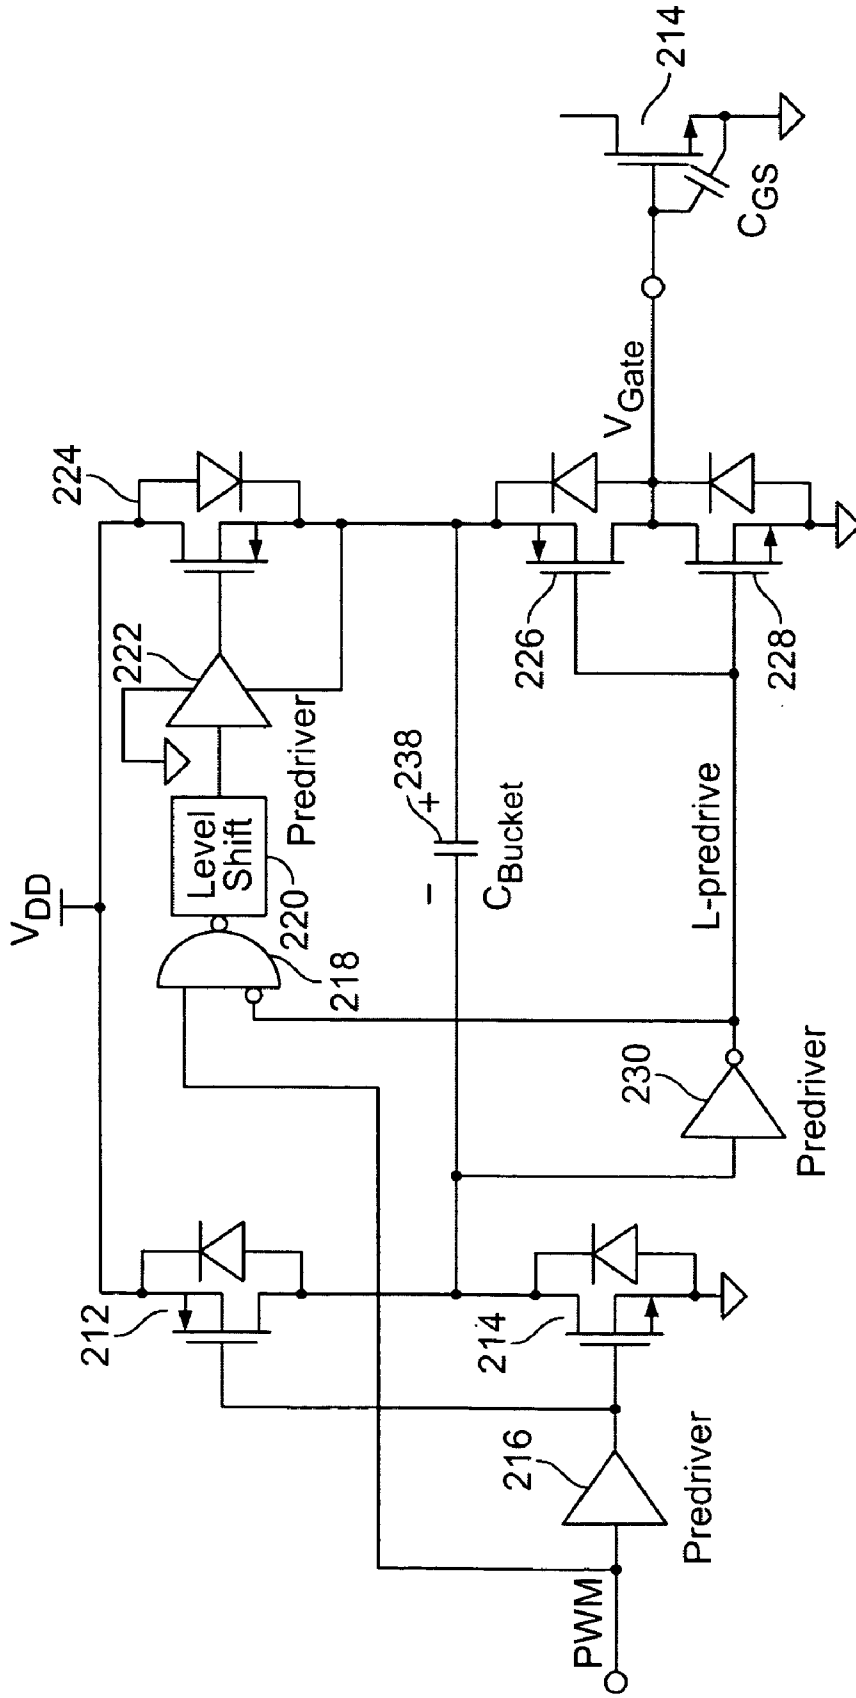 V_DD
212
214
216
Predriver
PWM
218
Level
Shift
220
222
Predriver
224
–
+
238
C_Bucket
230
Predriver
L-predrive
226
228
V_Gate
C_GS
214